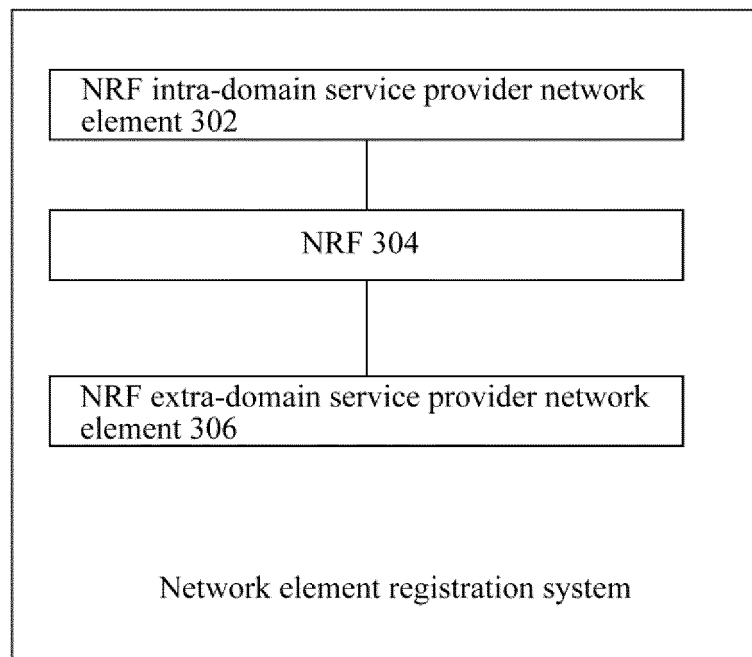 NRF intra-domain service provider network
element 302
NRF 304
NRF extra-domain service provider network
element 306
Network element registration system